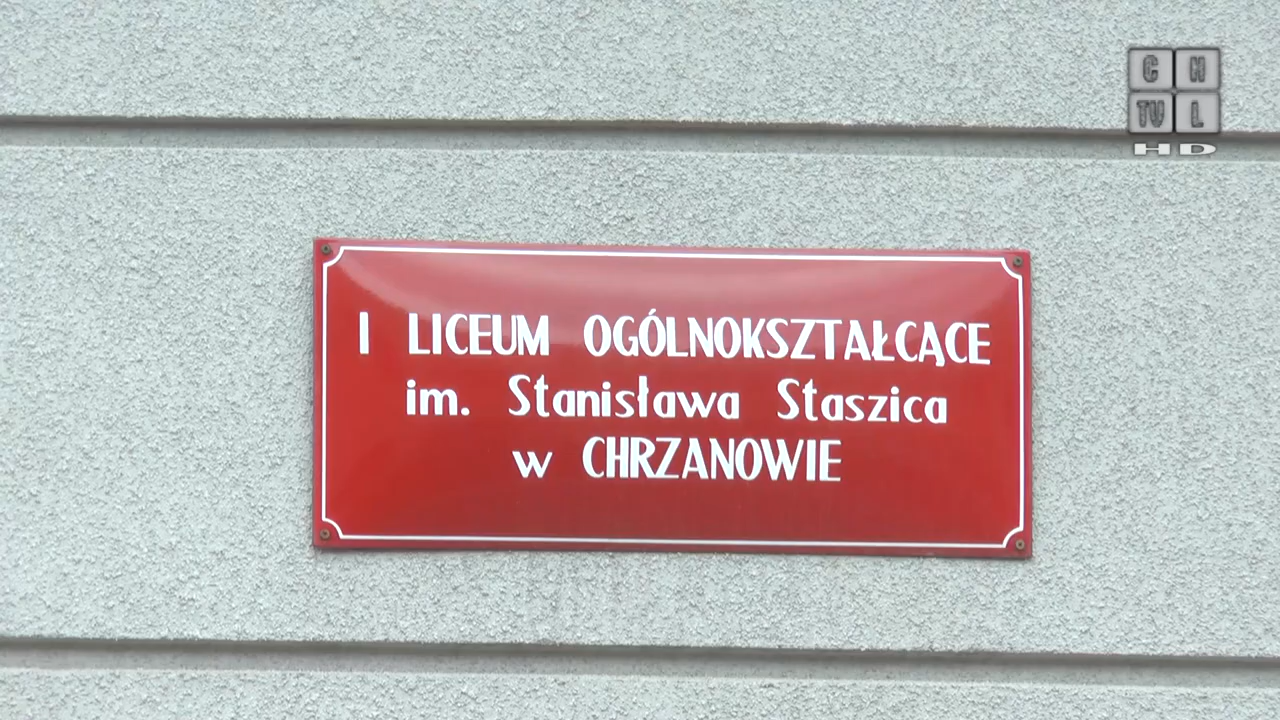 C H
TV L
HD
I LICEUM OGÓLNOKSZTAŁCĄCE
im. Stanisława Staszica
w CHRZANOWIE